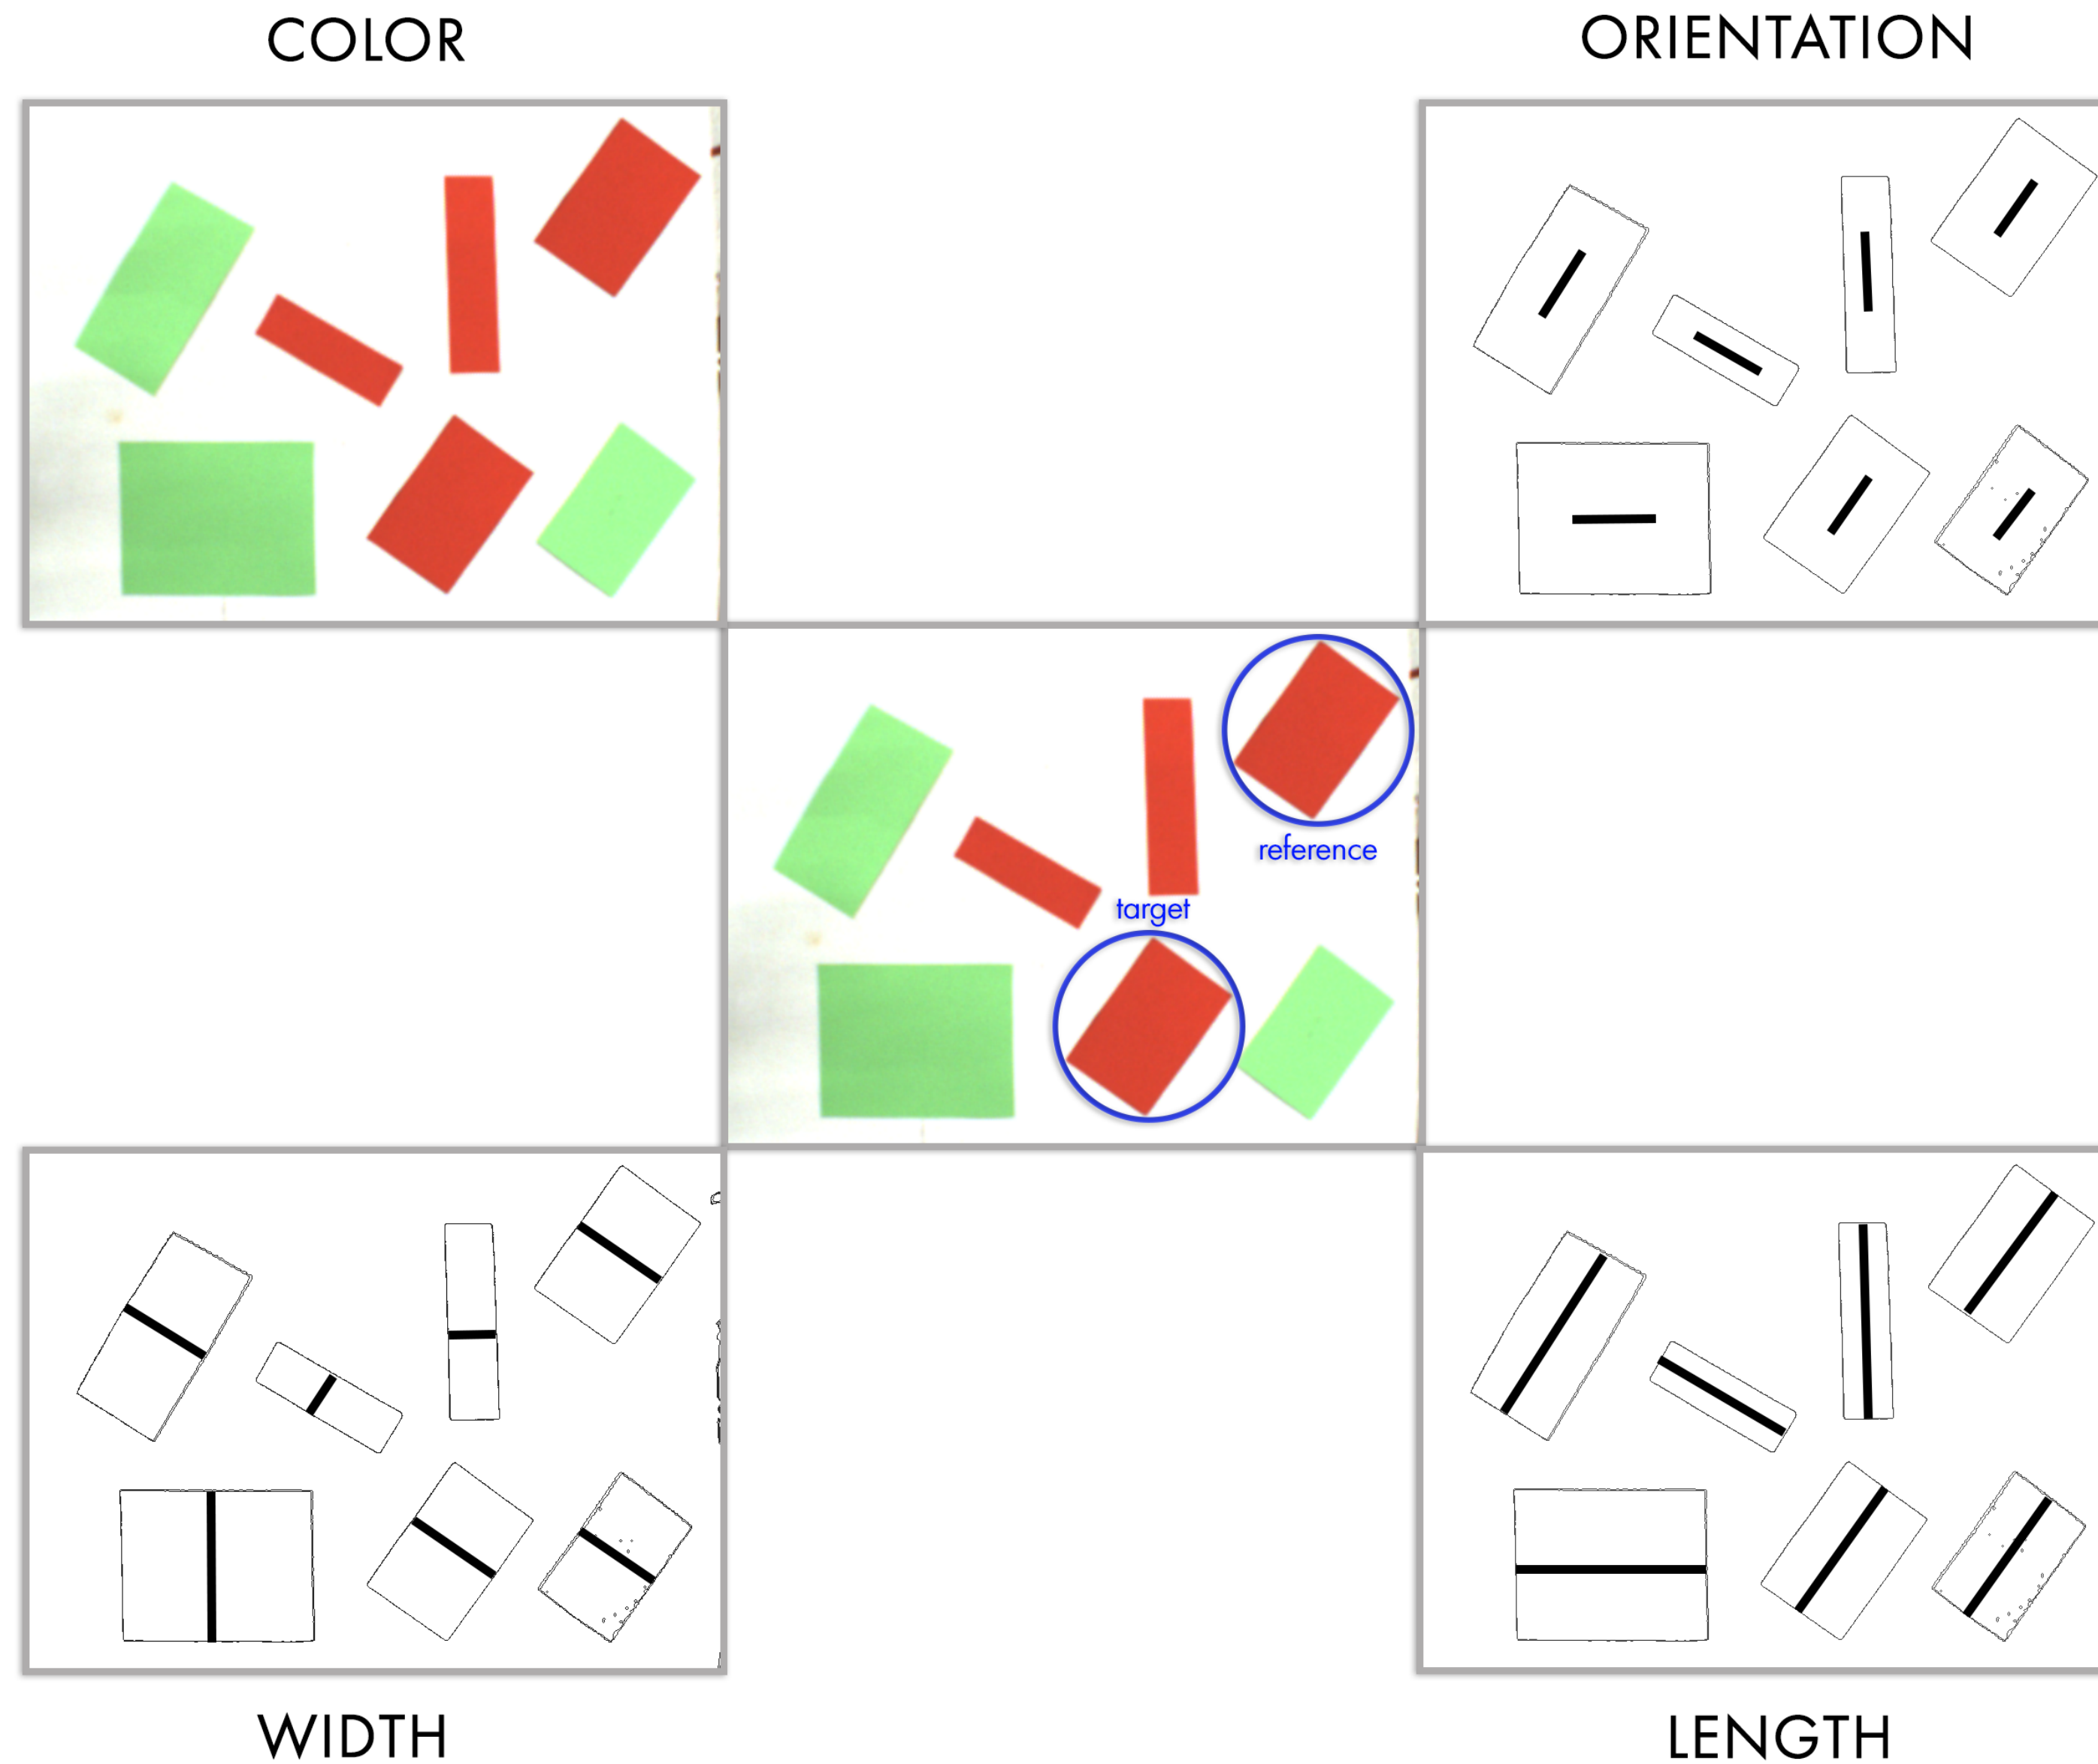 COLOR
ORIENTATION
reference
target
WIDTH
LENGTH